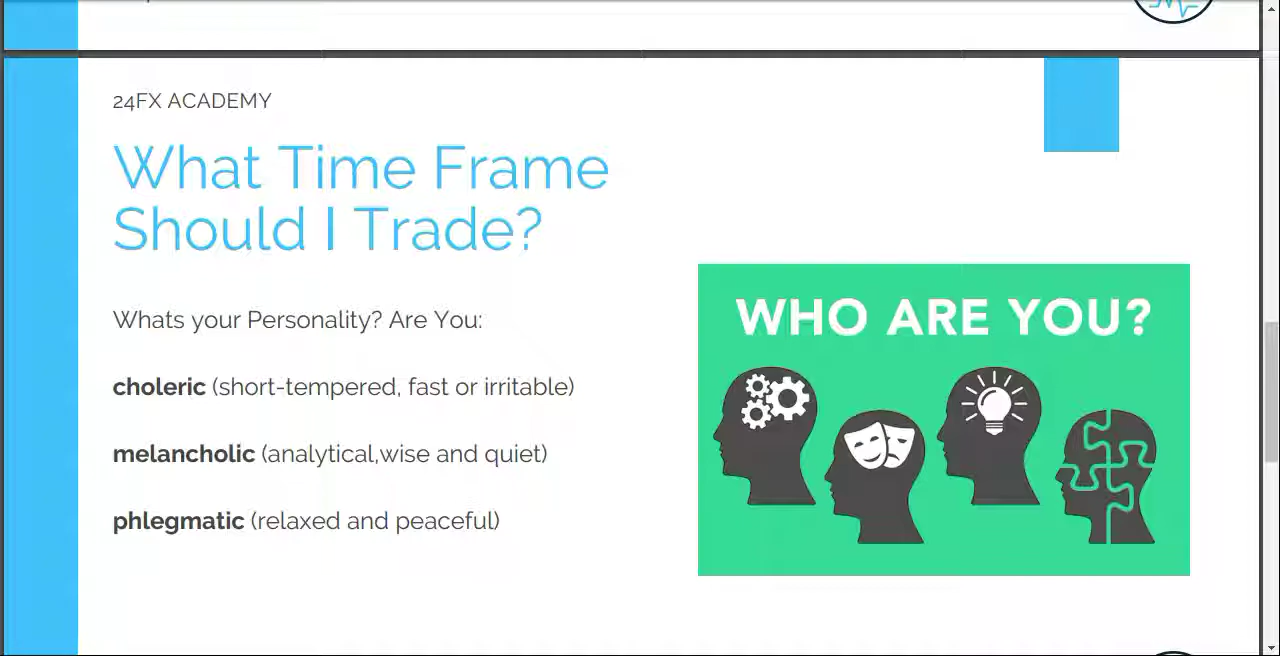 24FX ACADEMY
What Time Frame
Should I Trade?
Whats your Personality? Are You:
choleric (short-tempered, fast or irritable)
melancholic (analytical,wise and quiet)
phlegmatic (relaxed and peaceful)
WHO ARE YOU?